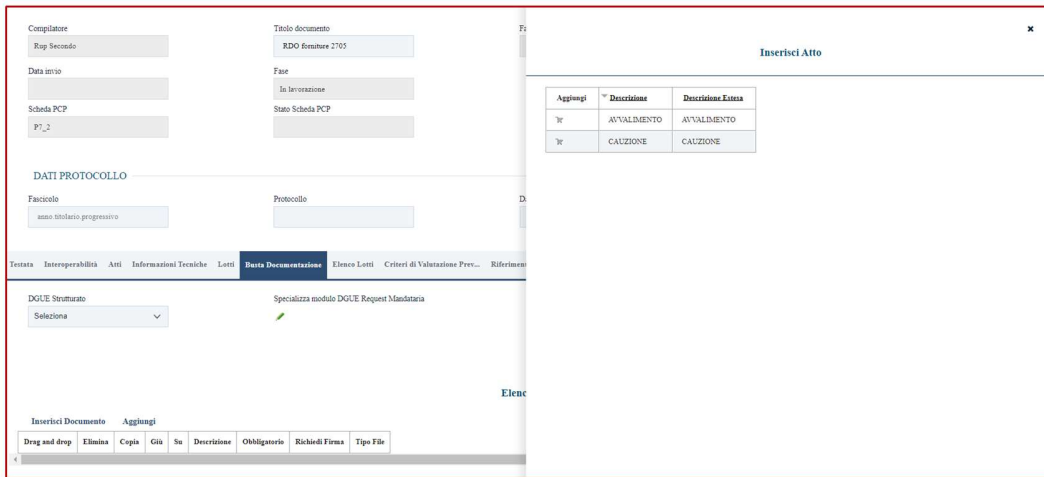 Compilatore Titolo documento
Rup Secondo RDO forniture 2705
Data invio Fase
In lavorazione
Scheda PCP Stato Scheda PCP
P7_2
DATI PROTOCOLLO
Fascicolo Protocollo
anno.titolario.progressivo
Testata Interoperabilità Atti Informazioni Tecniche Lotti Busta Documentazione Elenco Lotti Criteri di Valutazione Prev...
DGUE Strutturato Specializza modulo DGUE Request Mandataria
Seleziona
Inserisci Documento Aggiungi
Drag and drop Elimina Copia Giù Su Descrizione Obbligatorio Richiedi Firma Tipo File
Inserisci Atto
Aggiungi Descrizione Descrizione Estesa
AVVALIMENTO AVVALIMENTO
CAUZIONE CAUZIONE